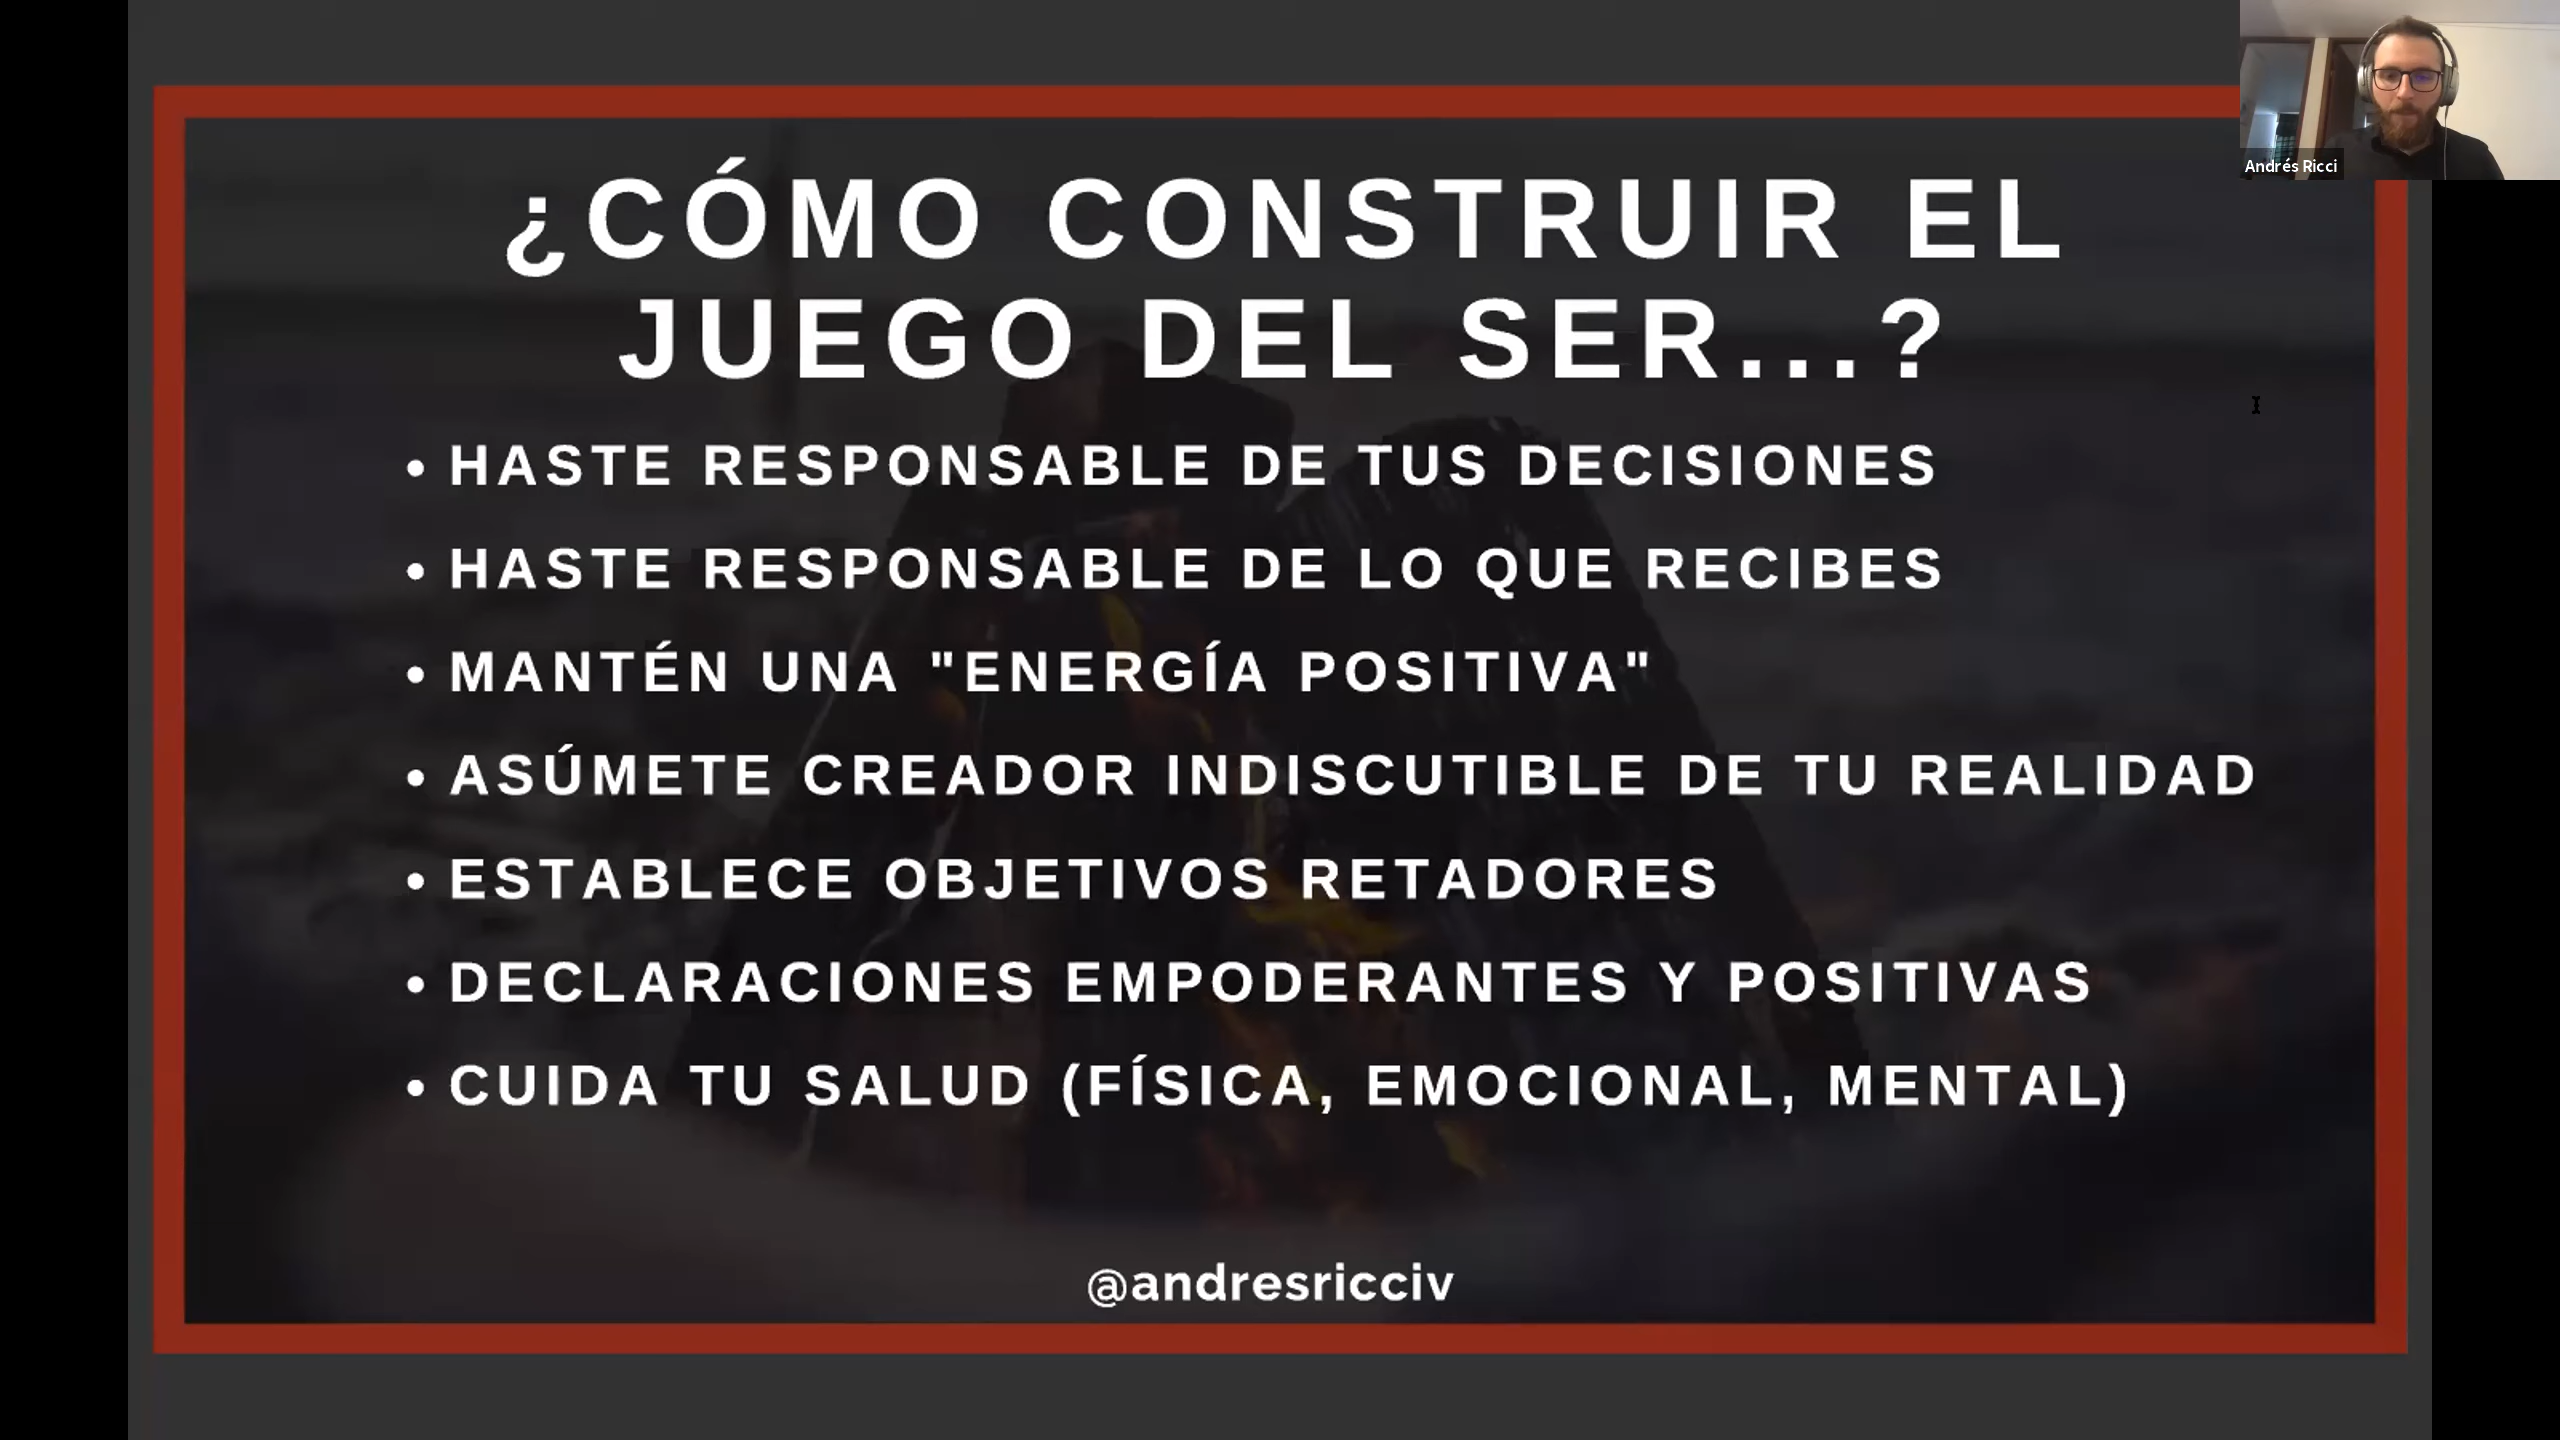 ¿CÓMO CONSTRUIR EL
JUEGO DEL SER...?
• HASTE RESPONSABLE DE TUS DECISIONES
• HASTE RESPONSABLE DE LO QUE RECIBES
• MANTÉN UNA "ENERGÍA POSITIVA"
• ASÚMETE CREADOR INDISCUTIBLE DE TU REALIDAD
• ESTABLECE OBJETIVOS RETADORES
• DECLARACIONES EMPODERANTES Y POSITIVAS
• CUIDA TU SALUD (FÍSICA, EMOCIONAL, MENTAL)
@andresricciv
Andrés Ricci